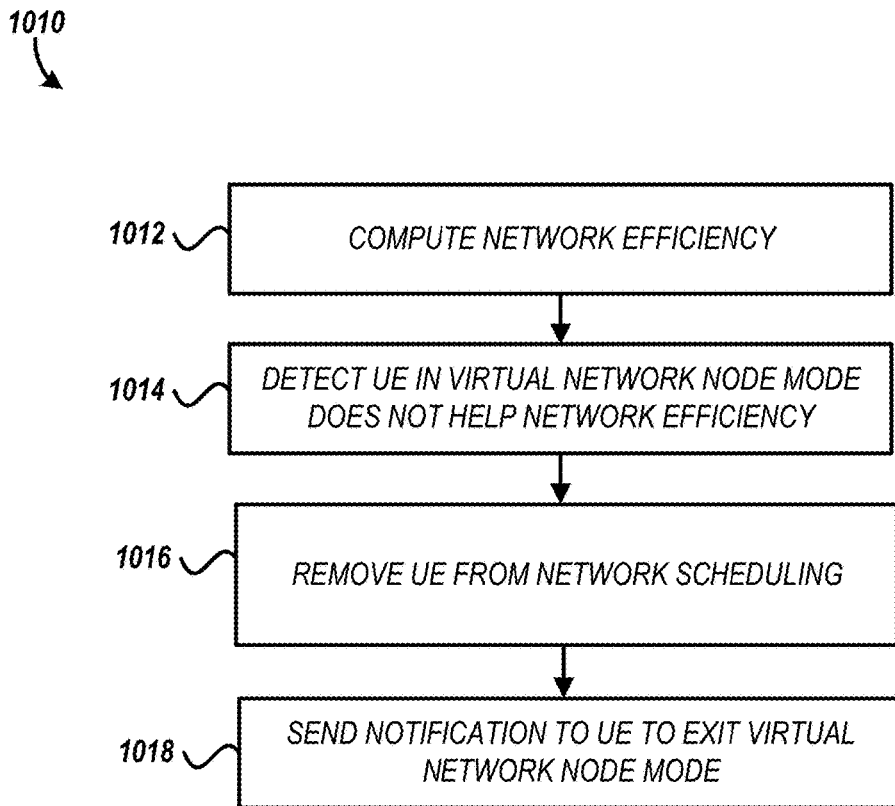 1010
1012
COMPUTE NETWORK EFFICIENCY
1014
DETECT UE IN VIRTUAL NETWORK NODE MODE
DOES NOT HELP NETWORK EFFICIENCY
1016
REMOVE UE FROM NETWORK SCHEDULING
1018
SEND NOTIFICATION TO UE TO EXIT VIRTUAL
NETWORK NODE MODE